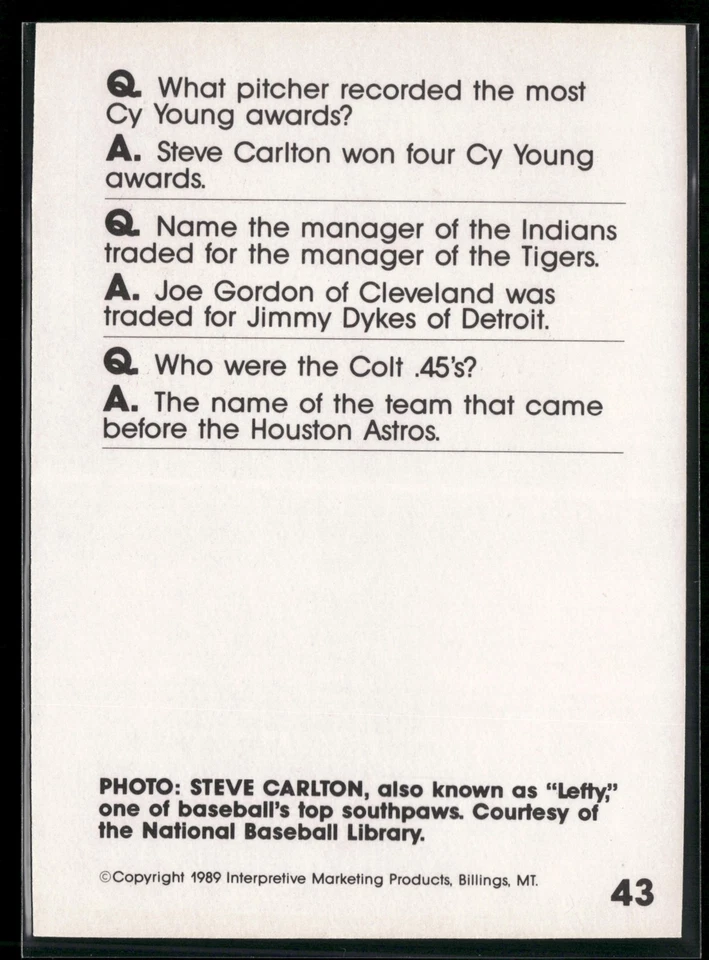 Q. What pitcher recorded the most
Cy Young awards?
A. Steve Carlton won four Cy Young
awards.
Q. Name the manager of the Indians
traded for the manager of the Tigers.
A. Joe Gordon of Cleveland was
traded for Jimmy Dykes of Detroit.
Q. Who were the Colt .45's?
A. The name of the team that came
before the Houston Astros.
PHOTO: STEVE CARLTON, also known as "Lefty,"
one of baseball's top southpaws. Courtesy of
the National Baseball Library.
©Copyright 1989 Interpretive Marketing Products, Billings, MT.
43